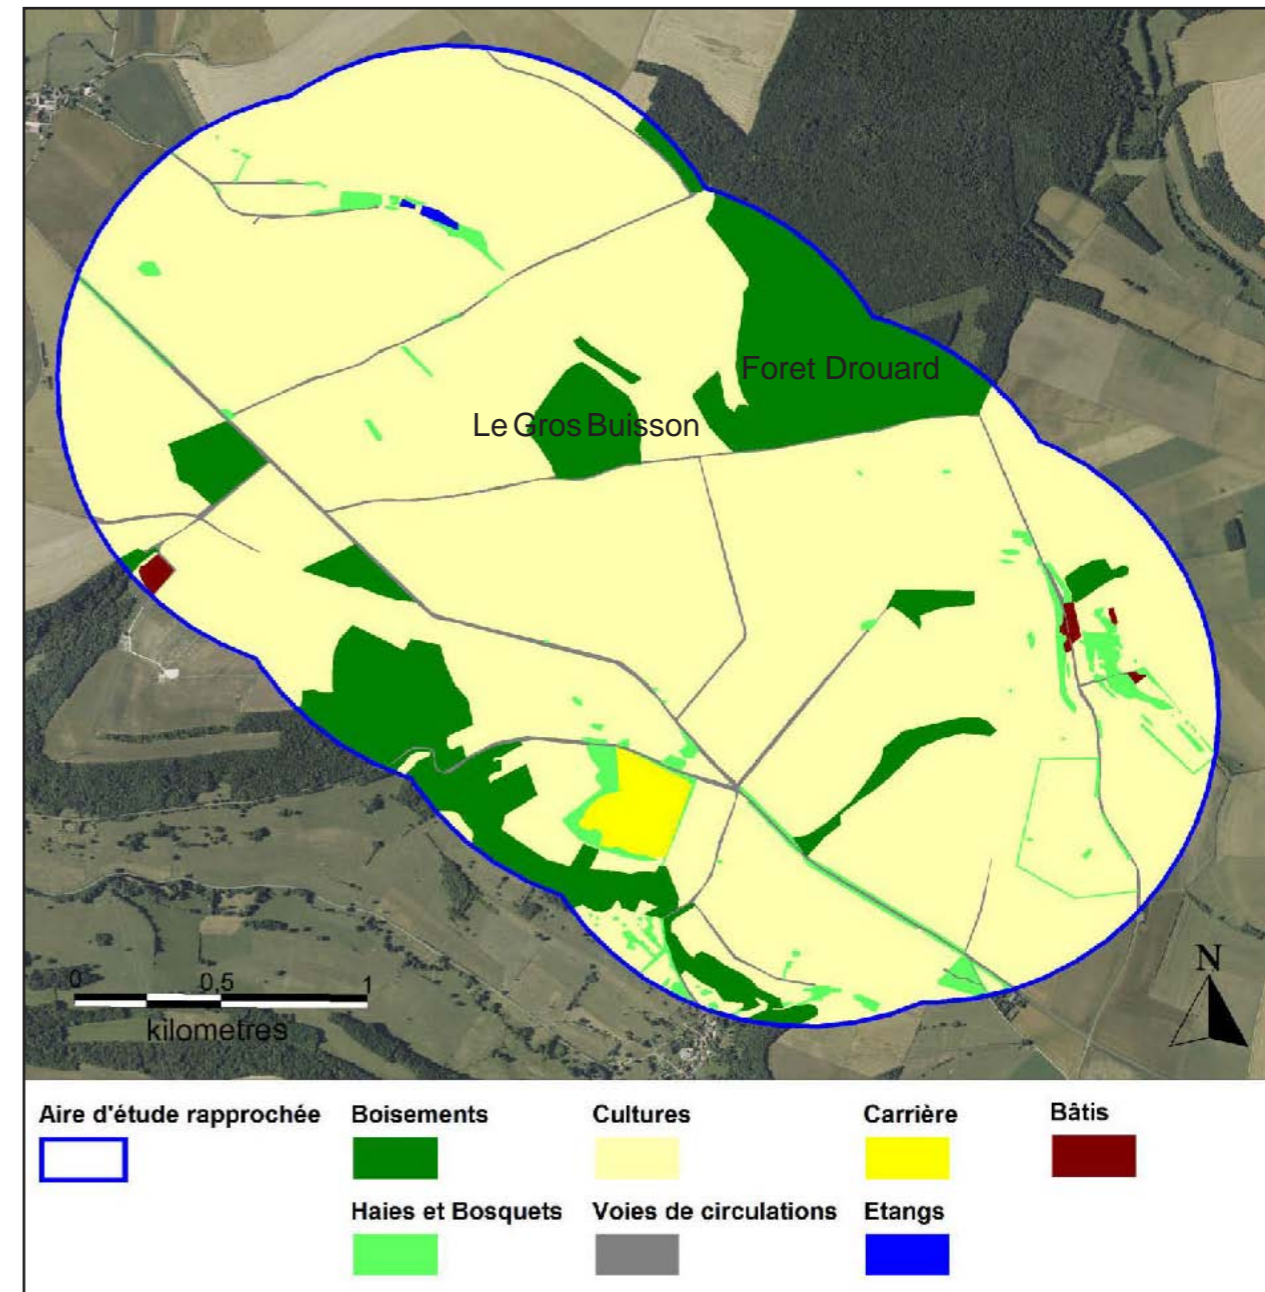 Foret Drouard
Le Gros Buisson
N
0 0,5 1
kilometres
Aire d'étude rapprochée Boisements Cultures Carrière Bâtis
Haies et Bosquets Voies de circulations Etangs